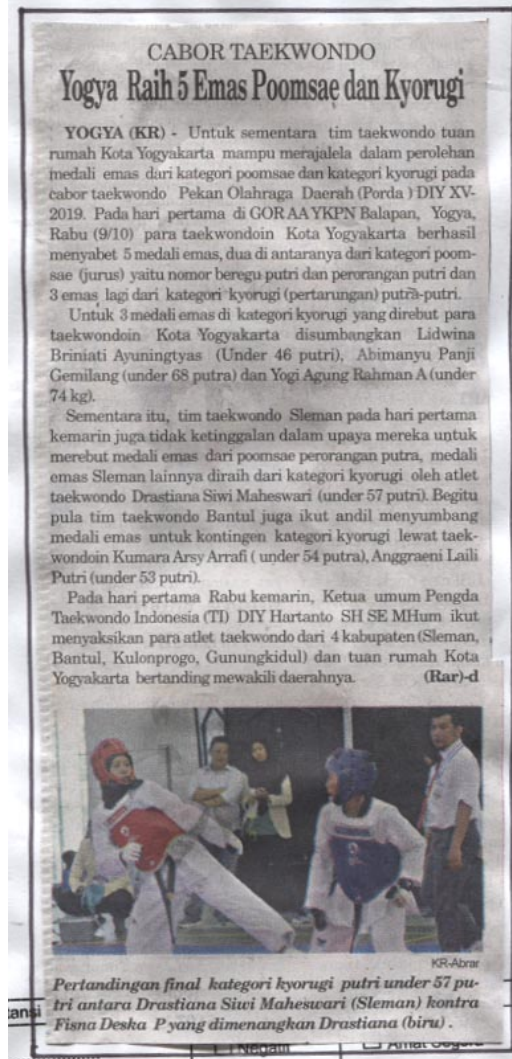 CABOR TAEKWONDO
Yogya Raih 5 Emas Poomsae dan Kyorugi
YOGYA (KR) - Untuk sementara tim taekwondo tuan
rumah Kota Yogyakarta mampu merajalela dalam perolehan
medali emas dari kategori poomsae dan kategori kyorugi pada
cabor taekwondo Pekan Olahraga Daerah (Porda ) DIY XV-
2019. Pada hari pertama di GOR AA YKPN Balapan, Yogya,
Rabu (9/10) para taekwondoin Kota Yogyakarta berhasil
menyabet 5 medali emas, dua di antaranya dari kategori poom-
sae (jurus) yaitu nomor beregu putri dan perorangan putri dan
3 emas lagi dari kategori kyorugi (pertarungan) putra-putri.
Untuk 3 medali emas di kategori kyorugi yang direbut para
taekwondoin Kota Yogyakarta disumbangkan Lidwina
Briniati Ayuningtyas (Under 46 putri), Abimanyu Panji
Gemilang (under 68 putra) dan Yogi Agung Rahman A (under
74 kg).
Sementara itu, tim taekwondo Sleman pada hari pertama
kemarin juga tidak ketinggalan dalam upaya mereka untuk
merebut medali emas dari poomsae perorangan putra, medali
emas Sleman lainnya diraih dari kategori kyorugi oleh atlet
taekwondo Drastiana Siwi Maheswari (under 57 putri). Begitu
pula tim taekwondo Bantul juga ikut andil menyumbang
medali emas untuk kontingen kategori kyorugi lewat taek-
wondoin Kumara Arsy Arrafi ( under 54 putra), Anggraeni Laili
Putri (under 53 putri).
Pada hari pertama Rabu kemarin, Ketua umum Pengda
Taekwondo Indonesia (TI) DIY Hartanto SH SE MHum ikut
menyaksikan para atlet taekwondo dari 4 kabupaten (Sleman,
Bantul, Kulonprogo, Gunungkidul) dan tuan rumah Kota
Yogyakarta bertanding mewakili daerahnya. (Rar)-d
KR-Abrar
Pertandingan final kategori kyorugi putri under 57 pu-
tri antara Drastiana Siwi Maheswari (Sleman) kontra
Fisna Deska P yang dimenangkan Drastiana (biru) .